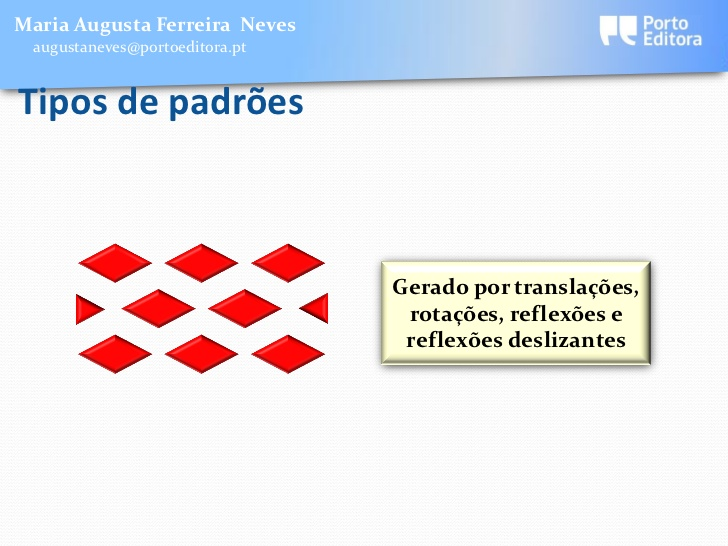 Maria Augusta Ferreira Neves
augustaneves@portoeditora.pt
Porto
Editora
Tipos de padrões
Gerado por translações,
rotações, reflexões e
reflexões deslizantes